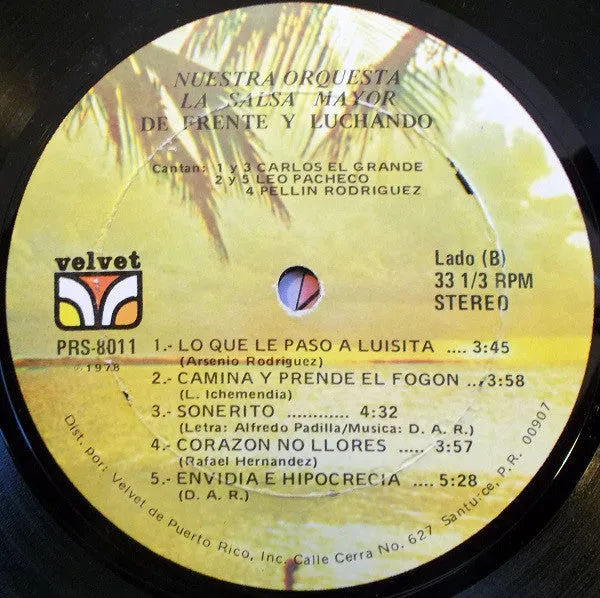 NUESTRA ORQUESTA
LA SALSA MAYOR
DE FRENTE Y LUCHANDO
Cantan: 1 y 3 CARLOS EL GRANDE
2 y 5 LEO PACHECO
4 PELLIN RODRIGUEZ
velvet
Lado (B)
33 1/3 RPM
STEREO
PRS-8011
℗ 1978
1.- LO QUE LE PASO A LUISITA .... 3:45
(Arsenio Rodriguez)
2.- CAMINA Y PRENDE EL FOGON ... 3:58
(L. Ichemendia)
3.- SONERITO ............ 4:32
(Letra: Alfredo Padilla/Musica: D. A. R.)
4.- CORAZON NO LLORES ..... 3:57
(Rafael Hernandez)
5.- ENVIDIA E HIPOCRECIA .... 5:28
(D. A. R.)
Dist. por: Velvet de Puerto Rico, Inc. Calle Cerra No. 627 Santurce, P.R. 00907